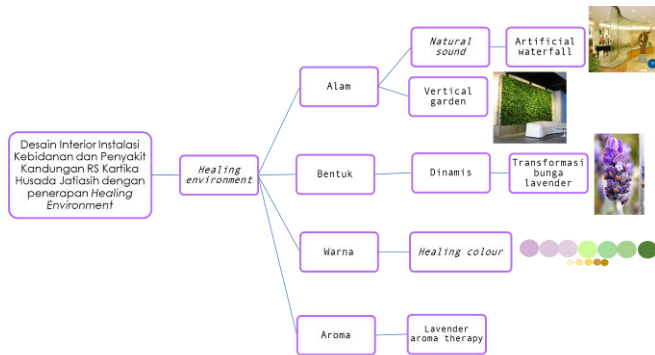 Desain Interior Instalasi
Kebidanan dan Penyakit
Kandungan RS Kartika
Husada Jatiasih dengan
penerapan Healing
Environment
Healing
environment
Alam
Natural
sound
Artificial
waterfall
Vertical
garden
Bentuk
Dinamis
Transformasi
bunga
lavender
Warna
Healing colour
Aroma
Lavender
aroma therapy